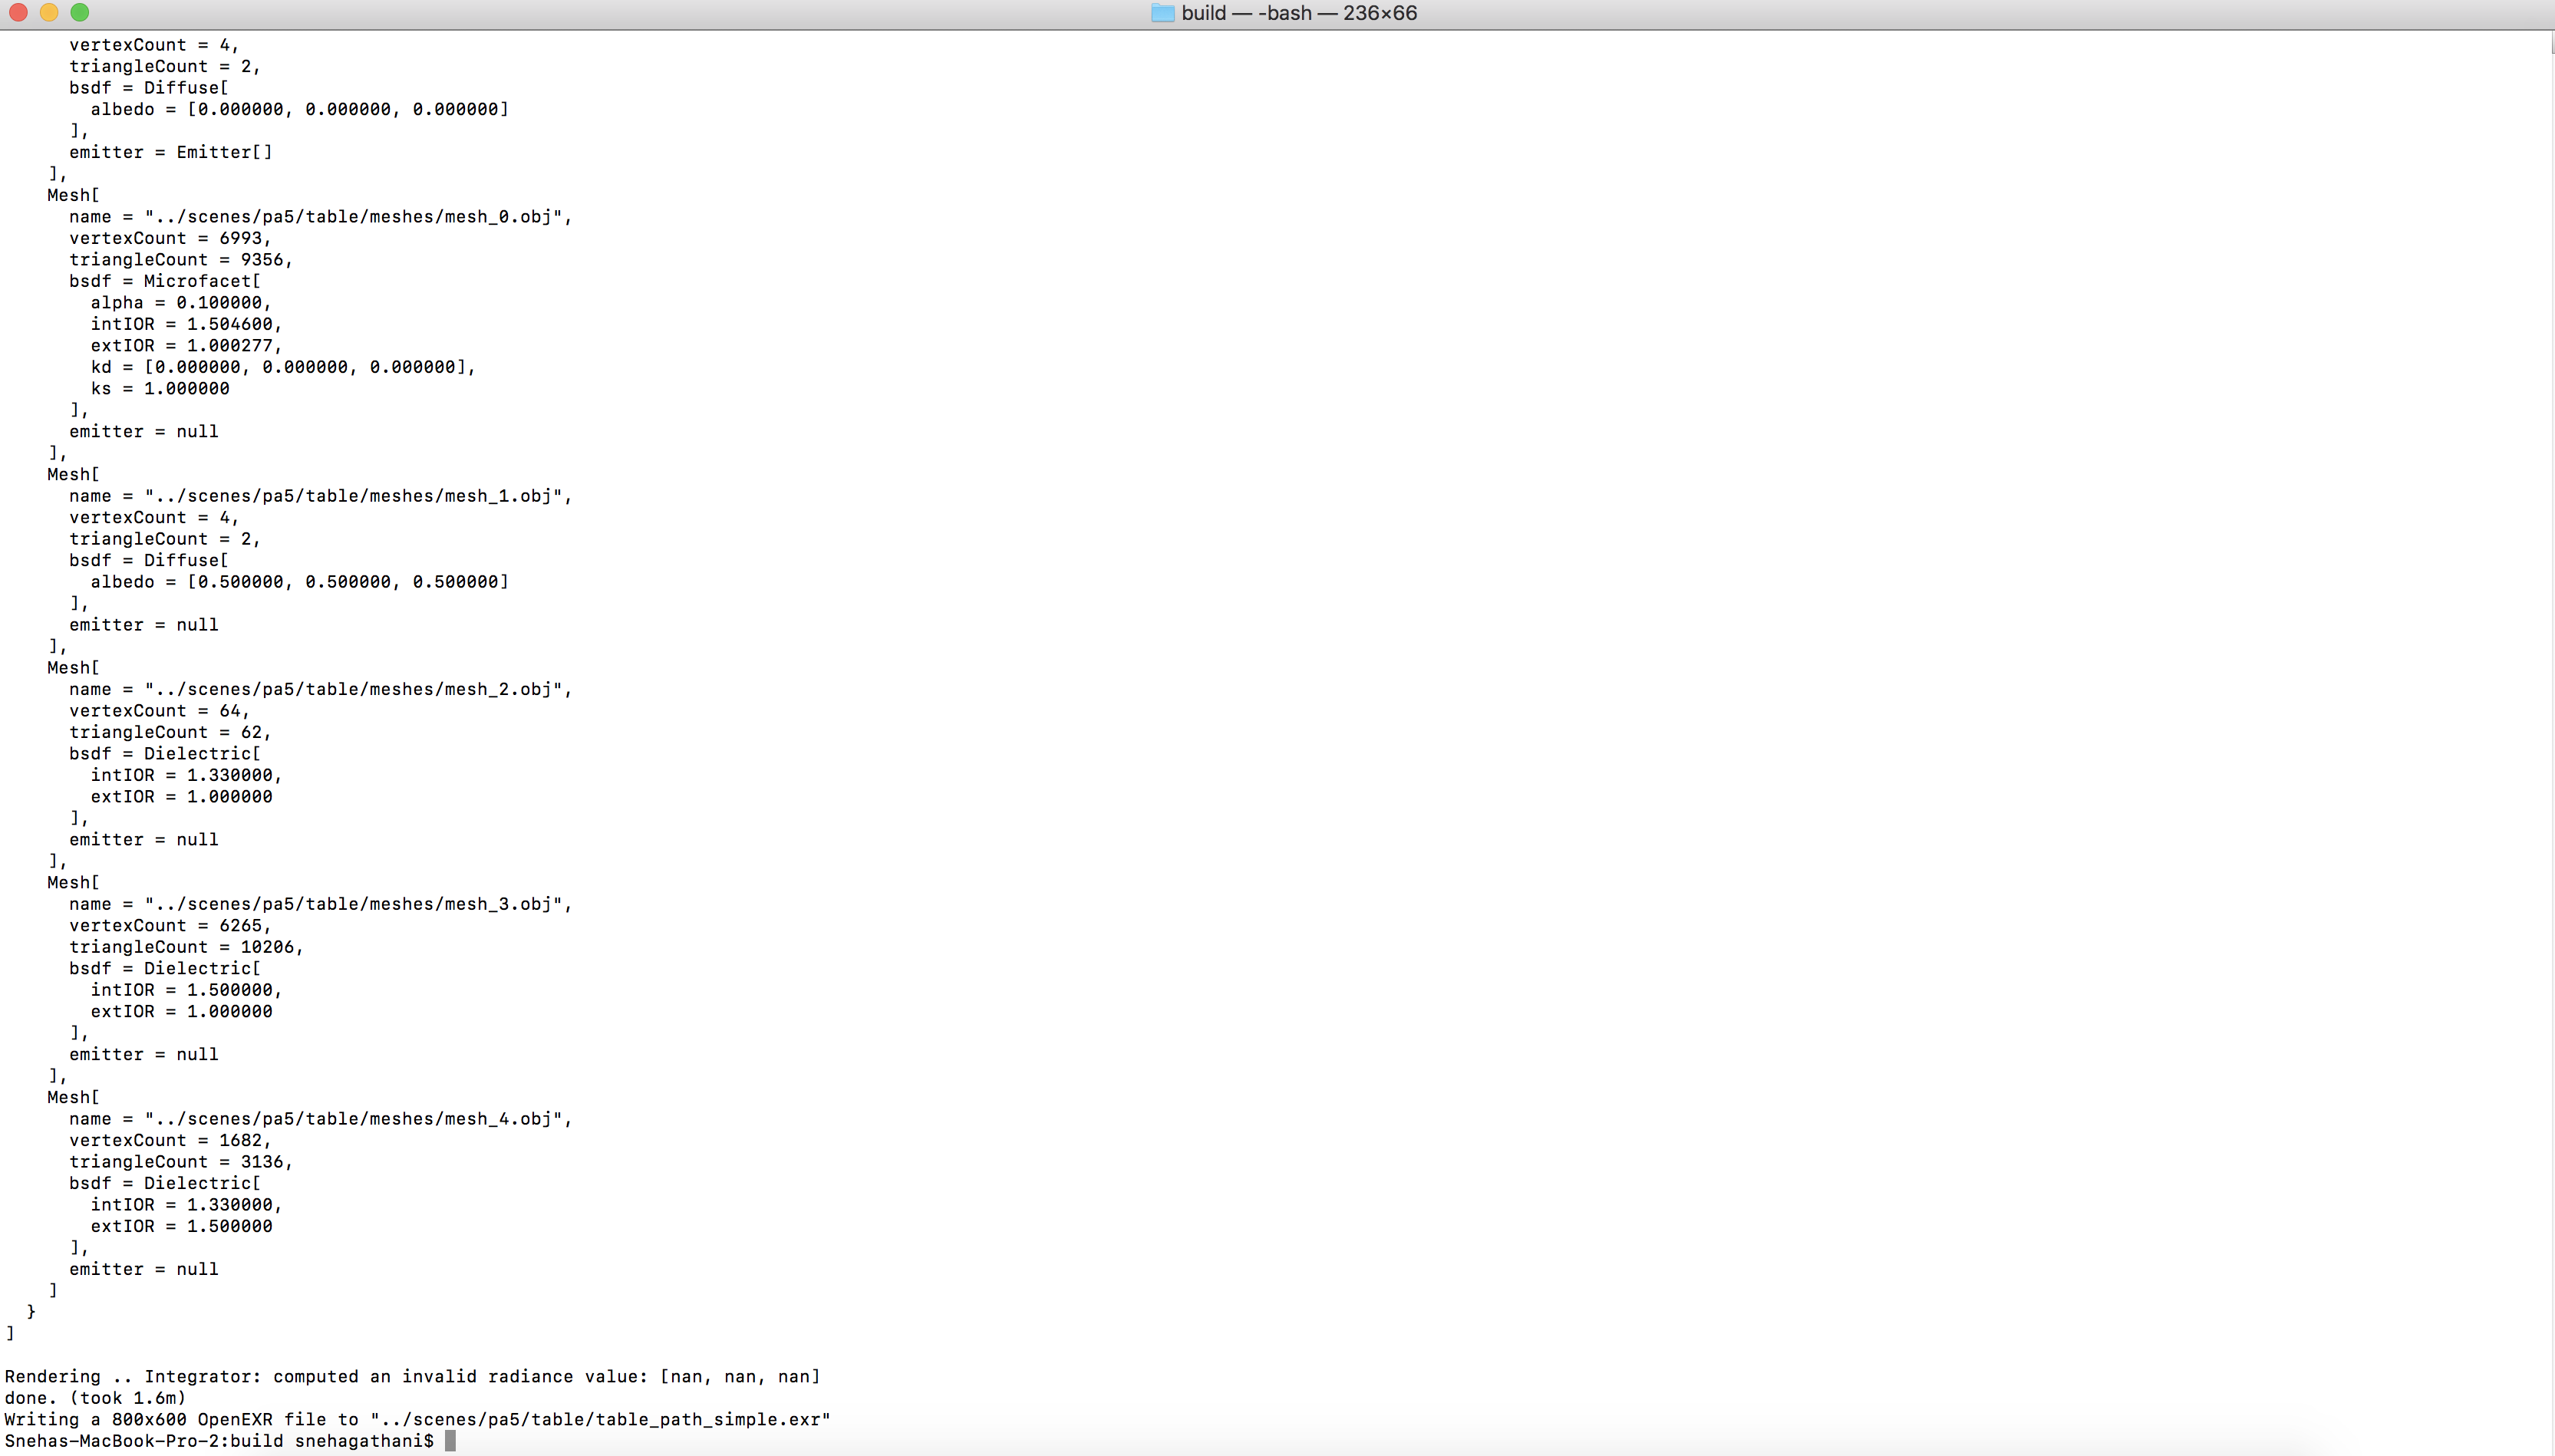 build — -bash — 236×66
      vertexCount = 4,
      triangleCount = 2,
      bsdf = Diffuse[
        albedo = [0.000000, 0.000000, 0.000000]
      ],
      emitter = Emitter[]
    ],
    Mesh[
      name = "../scenes/pa5/table/meshes/mesh_0.obj",
      vertexCount = 6993,
      triangleCount = 9356,
      bsdf = Microfacet[
        alpha = 0.100000,
        intIOR = 1.504600,
        extIOR = 1.000277,
        kd = [0.000000, 0.000000, 0.000000],
        ks = 1.000000
      ],
      emitter = null
    ],
    Mesh[
      name = "../scenes/pa5/table/meshes/mesh_1.obj",
      vertexCount = 4,
      triangleCount = 2,
      bsdf = Diffuse[
        albedo = [0.500000, 0.500000, 0.500000]
      ],
      emitter = null
    ],
    Mesh[
      name = "../scenes/pa5/table/meshes/mesh_2.obj",
      vertexCount = 64,
      triangleCount = 62,
      bsdf = Dielectric[
        intIOR = 1.330000,
        extIOR = 1.000000
      ],
      emitter = null
    ],
    Mesh[
      name = "../scenes/pa5/table/meshes/mesh_3.obj",
      vertexCount = 6265,
      triangleCount = 10206,
      bsdf = Dielectric[
        intIOR = 1.500000,
        extIOR = 1.000000
      ],
      emitter = null
    ],
    Mesh[
      name = "../scenes/pa5/table/meshes/mesh_4.obj",
      vertexCount = 1682,
      triangleCount = 3136,
      bsdf = Dielectric[
        intIOR = 1.330000,
        extIOR = 1.500000
      ],
      emitter = null
    ]
  }
]
Rendering .. Integrator: computed an invalid radiance value: [nan, nan, nan]
done. (took 1.6m)
Writing a 800x600 OpenEXR file to "../scenes/pa5/table/table_path_simple.exr"
Snehas-MacBook-Pro-2:build snehagathani$